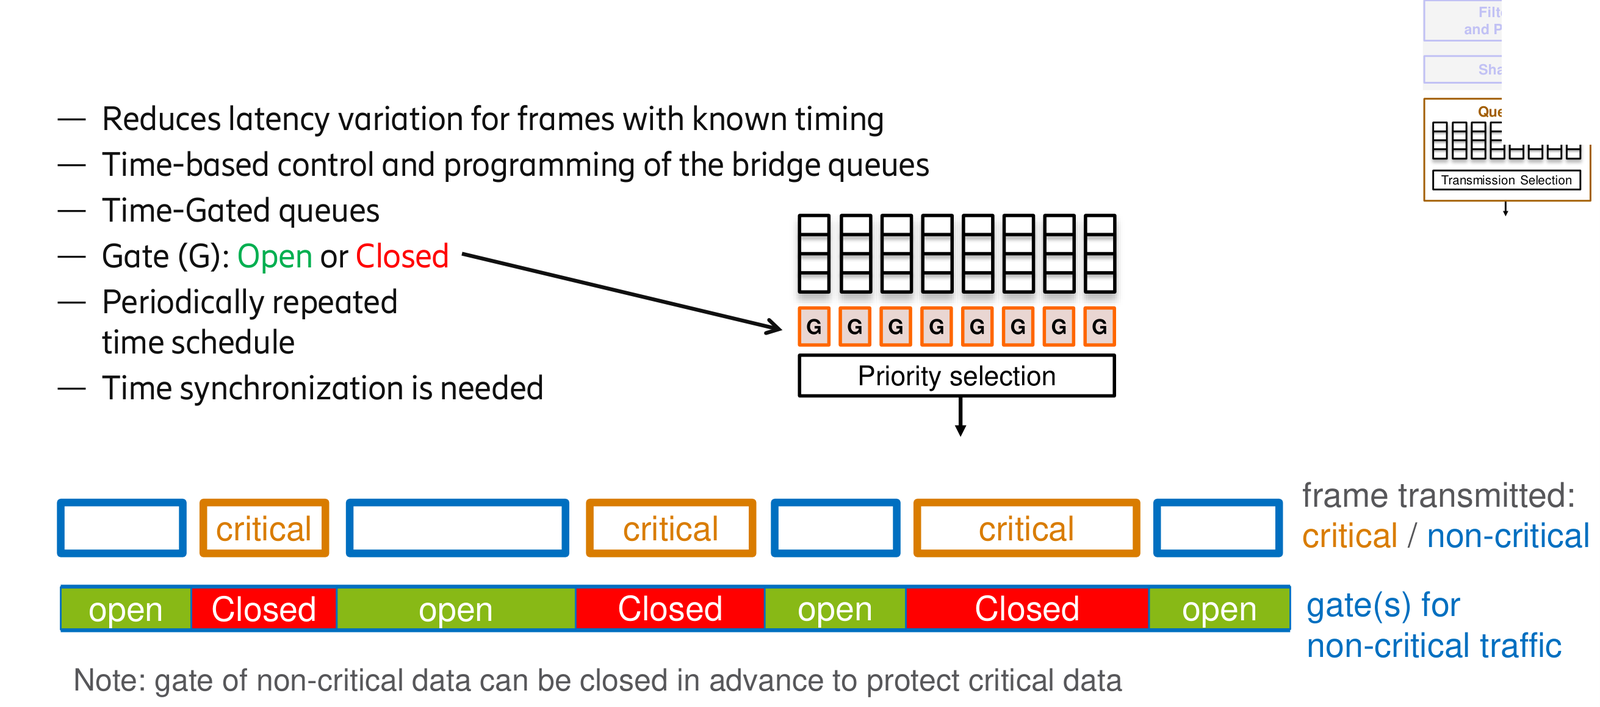 — Reduces latency variation for frames with known timing
— Time-based control and programming of the bridge queues
— Time-Gated queues
— Gate (G): Open or Closed
— Periodically repeated
time schedule
— Time synchronization is needed
G G G G G G G G
Priority selection
Transmission Selection
critical critical critical
frame transmitted:
critical / non-critical
open Closed open Closed open Closed open
gate(s) for
non-critical traffic
Note: gate of non-critical data can be closed in advance to protect critical data